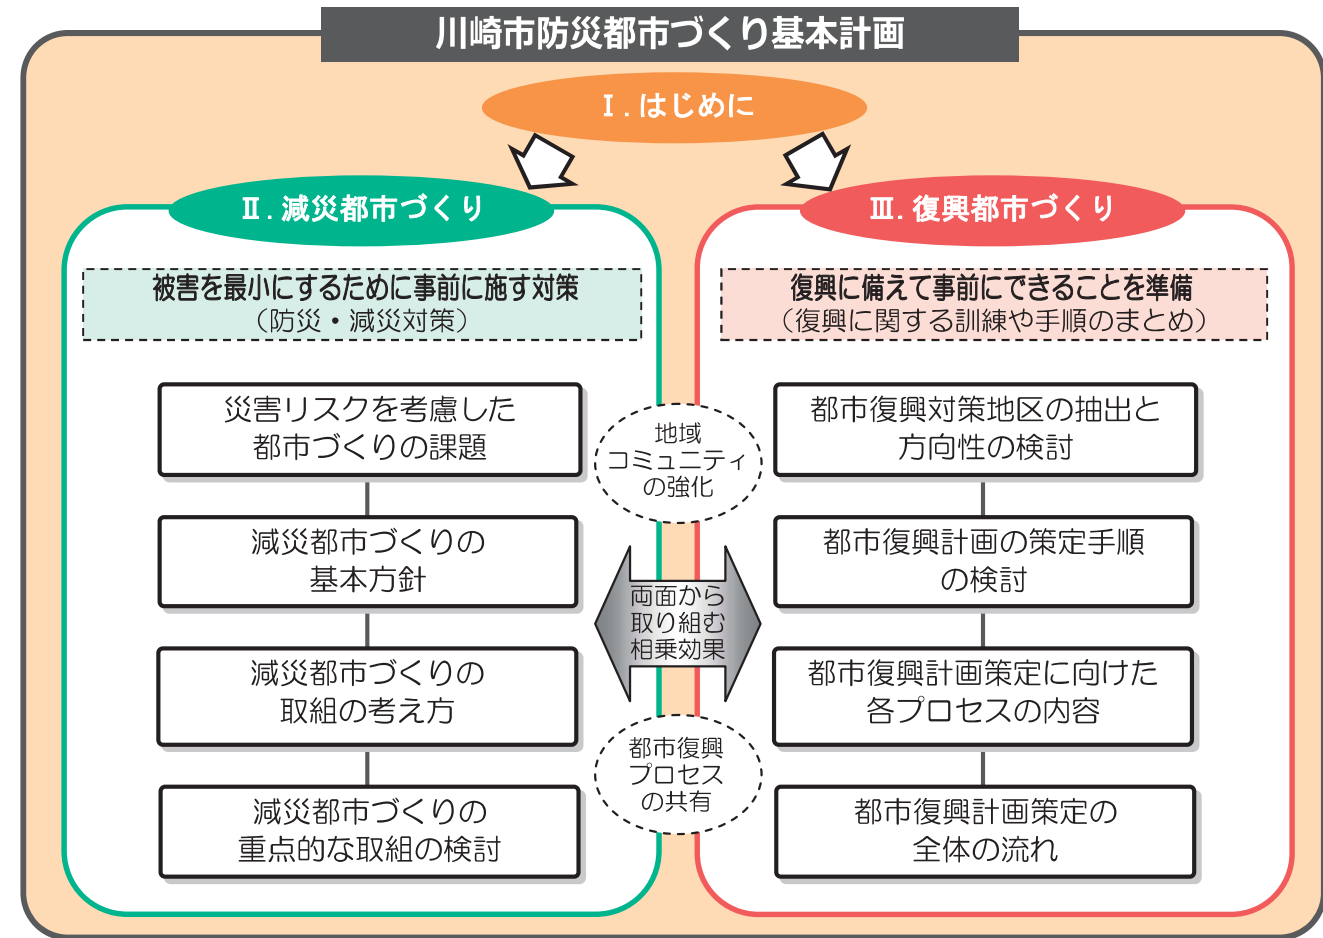 川崎市防災都市づくり基本計画
Ⅰ.はじめに
Ⅱ.減災都市づくり
被害を最小にするために事前に施す対策
（防災・減災対策）
災害リスクを考慮した
都市づくりの課題
減災都市づくりの
基本方針
減災都市づくりの
取組の考え方
減災都市づくりの
重点的な取組の検討
地域
コミュニティ
の強化
両面から
取り組む
相乗効果
都市復興
プロセス
の共有
Ⅲ.復興都市づくり
復興に備えて事前にできることを準備
（復興に関する訓練や手順のまとめ）
都市復興対策地区の抽出と
方向性の検討
都市復興計画の策定手順
の検討
都市復興計画策定に向けた
各プロセスの内容
都市復興計画策定の
全体の流れ